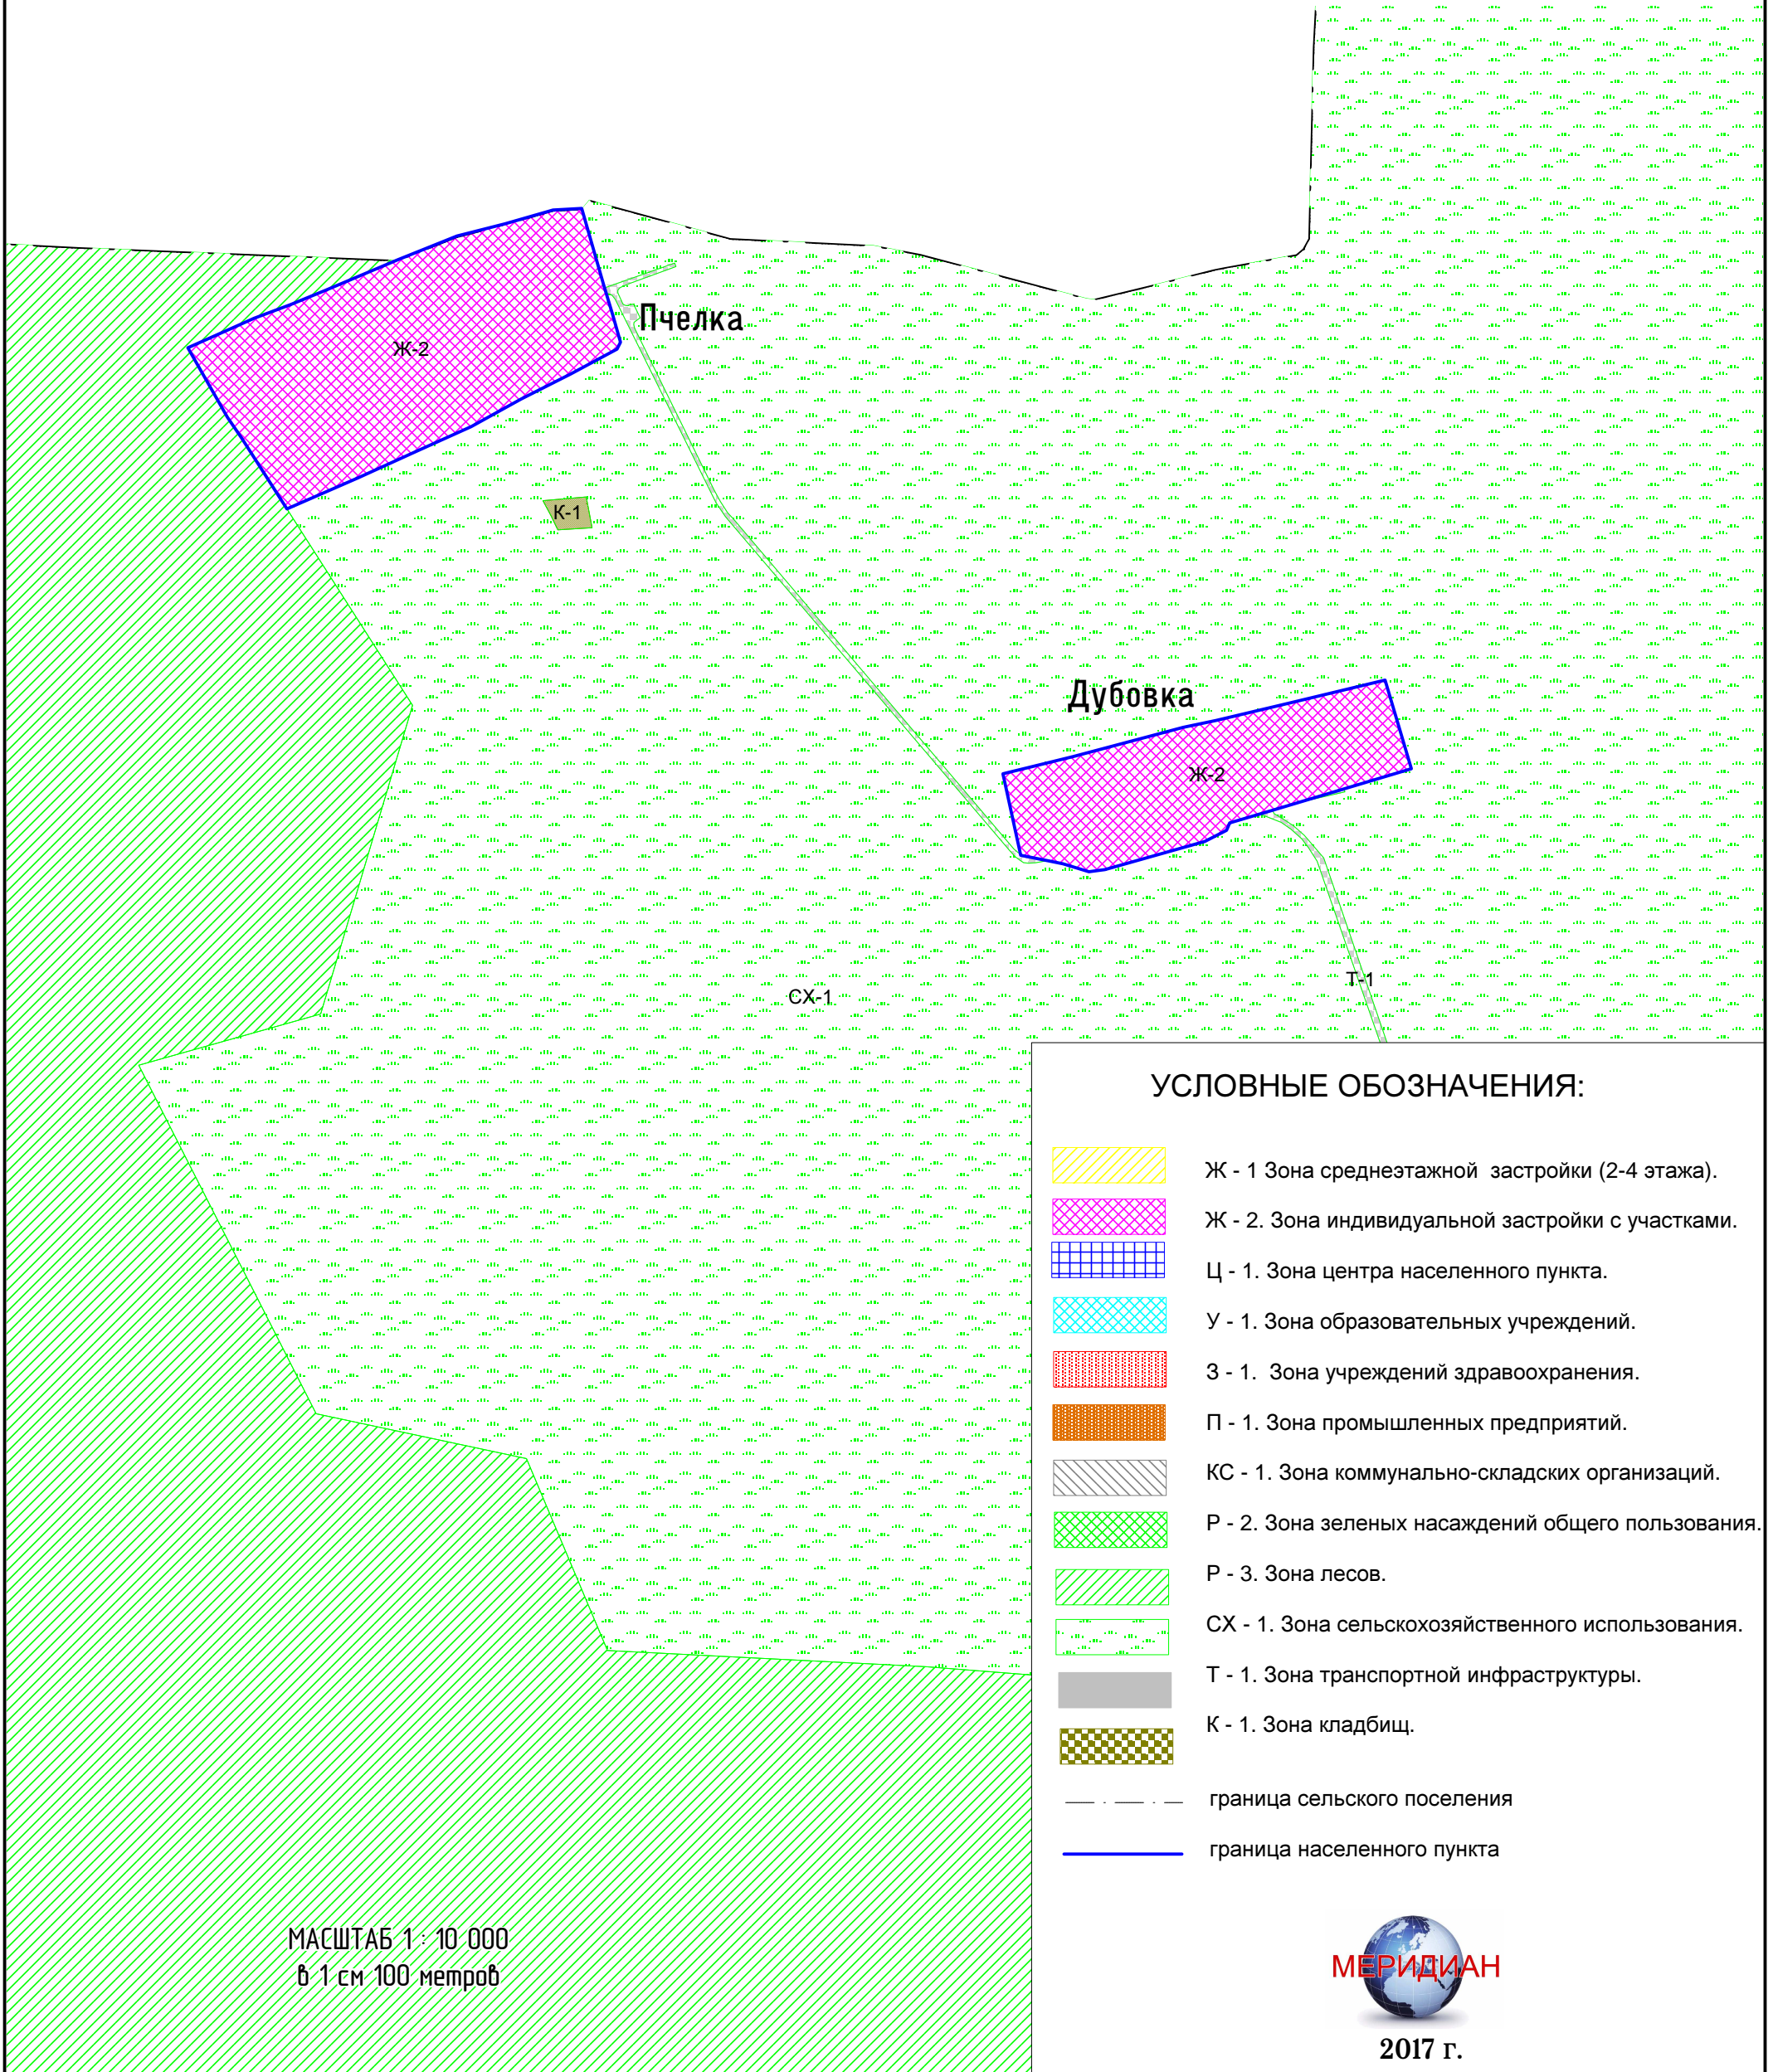 Пчелка
Ж-2
К-1
Дубовка
Ж-2
Т-1
СХ-1
УСЛОВНЫЕ ОБОЗНАЧЕНИЯ:
Ж - 1 Зона среднеэтажной застройки (2-4 этажа).
Ж - 2. Зона индивидуальной застройки с участками.
Ц - 1. Зона центра населенного пункта.
У - 1. Зона образовательных учреждений.
З - 1. Зона учреждений здравоохранения.
П - 1. Зона промышленных предприятий.
КС - 1. Зона коммунально-складских организаций.
Р - 2. Зона зеленых насаждений общего пользования.
Р - 3. Зона лесов.
СХ - 1. Зона сельскохозяйственного использования.
Т - 1. Зона транспортной инфраструктуры.
К - 1. Зона кладбищ.
граница сельского поселения
граница населенного пункта
МАСШТАБ 1 : 10 000
в 1 см 100 метров
МЕРИДИАН
2017 г.